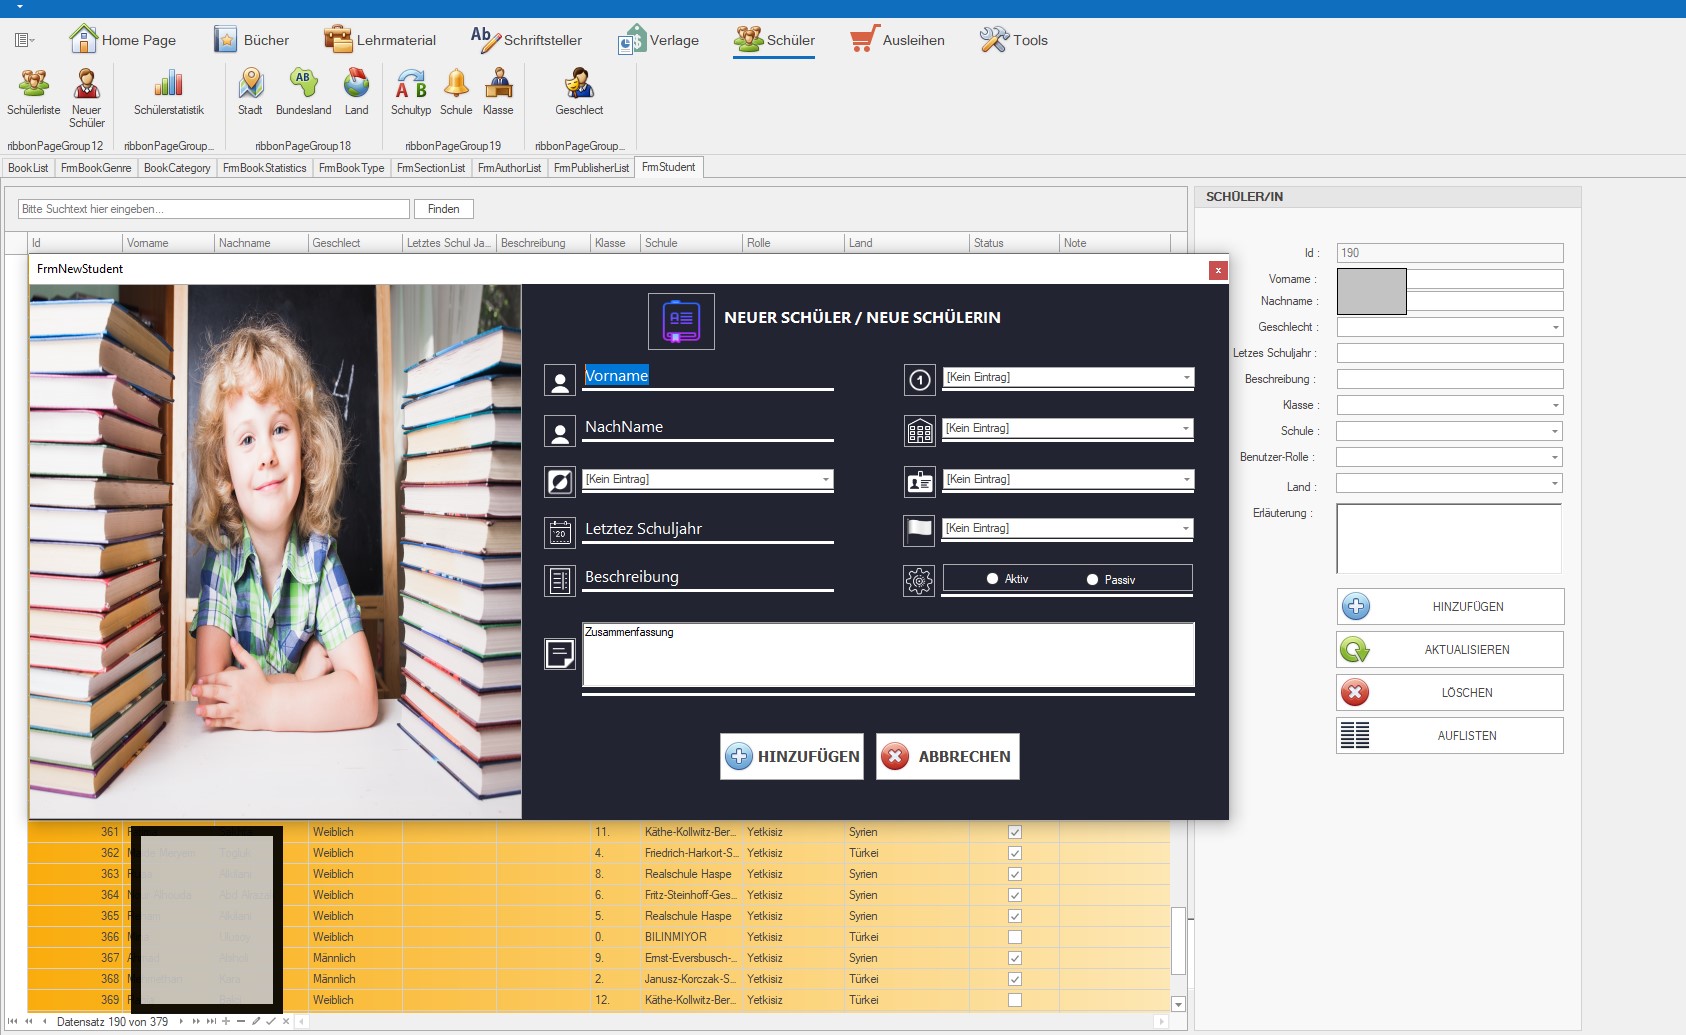 Home Page Bücher Lehrmaterial Schriftsteller Verlage Schüler Ausleihen Tools
Schülerliste Neuer Schüler Schülerstatistik Stadt Bundesland Land Schultyp Schule Klasse Geschlect
ribbonPageGroup12 ribbonPageGroup... ribbonPageGroup18 ribbonPageGroup19 ribbonPageGroup...
BookList FrmBookGenre BookCategory FrmBookStatistics FrmBookType FrmSectionList FrmAuthorList FrmPublisherList FrmStudent
Bitte Suchtext hier eingeben... Finden
Id Vorname Nachname Geschlect Letztes Schul Ja... Beschreibung Klasse Schule Rolle Land Status Note
FrmNewStudent x
NEUER SCHÜLER / NEUE SCHÜLERIN
Vorname [Kein Eintrag]
NachName [Kein Eintrag]
[Kein Eintrag] [Kein Eintrag]
Letztez Schuljahr [Kein Eintrag]
Beschreibung Aktiv Passiv
Zusammenfassung
HINZUFÜGEN ABBRECHEN
361 Weiblich 11. Käthe-Kollwitz-Ber... Yetkisiz Syrien
362 Weiblich 4. Friedrich-Harkort-S... Yetkisiz Türkei
363 Weiblich 8. Realschule Haspe Yetkisiz Syrien
364 Weiblich 6. Fritz-Steinhoff-Ges... Yetkisiz Syrien
365 Weiblich 5. Realschule Haspe Yetkisiz Syrien
366 Weiblich 0. BILINMIYOR Yetkisiz Türkei
367 Männlich 9. Ernst-Eversbusch-... Yetkisiz Syrien
368 Männlich 2. Janusz-Korczak-S... Yetkisiz Türkei
369 Weiblich 12. Käthe-Kollwitz-Ber... Yetkisiz Türkei
Datensatz 190 von 379
SCHÜLER/IN
Id : 190
Vorname :
Nachname :
Geschlecht :
Letzes Schuljahr :
Beschreibung :
Klasse :
Schule :
Benutzer-Rolle :
Land :
Erläuterung :
HINZUFÜGEN
AKTUALISIEREN
LÖSCHEN
AUFLISTEN